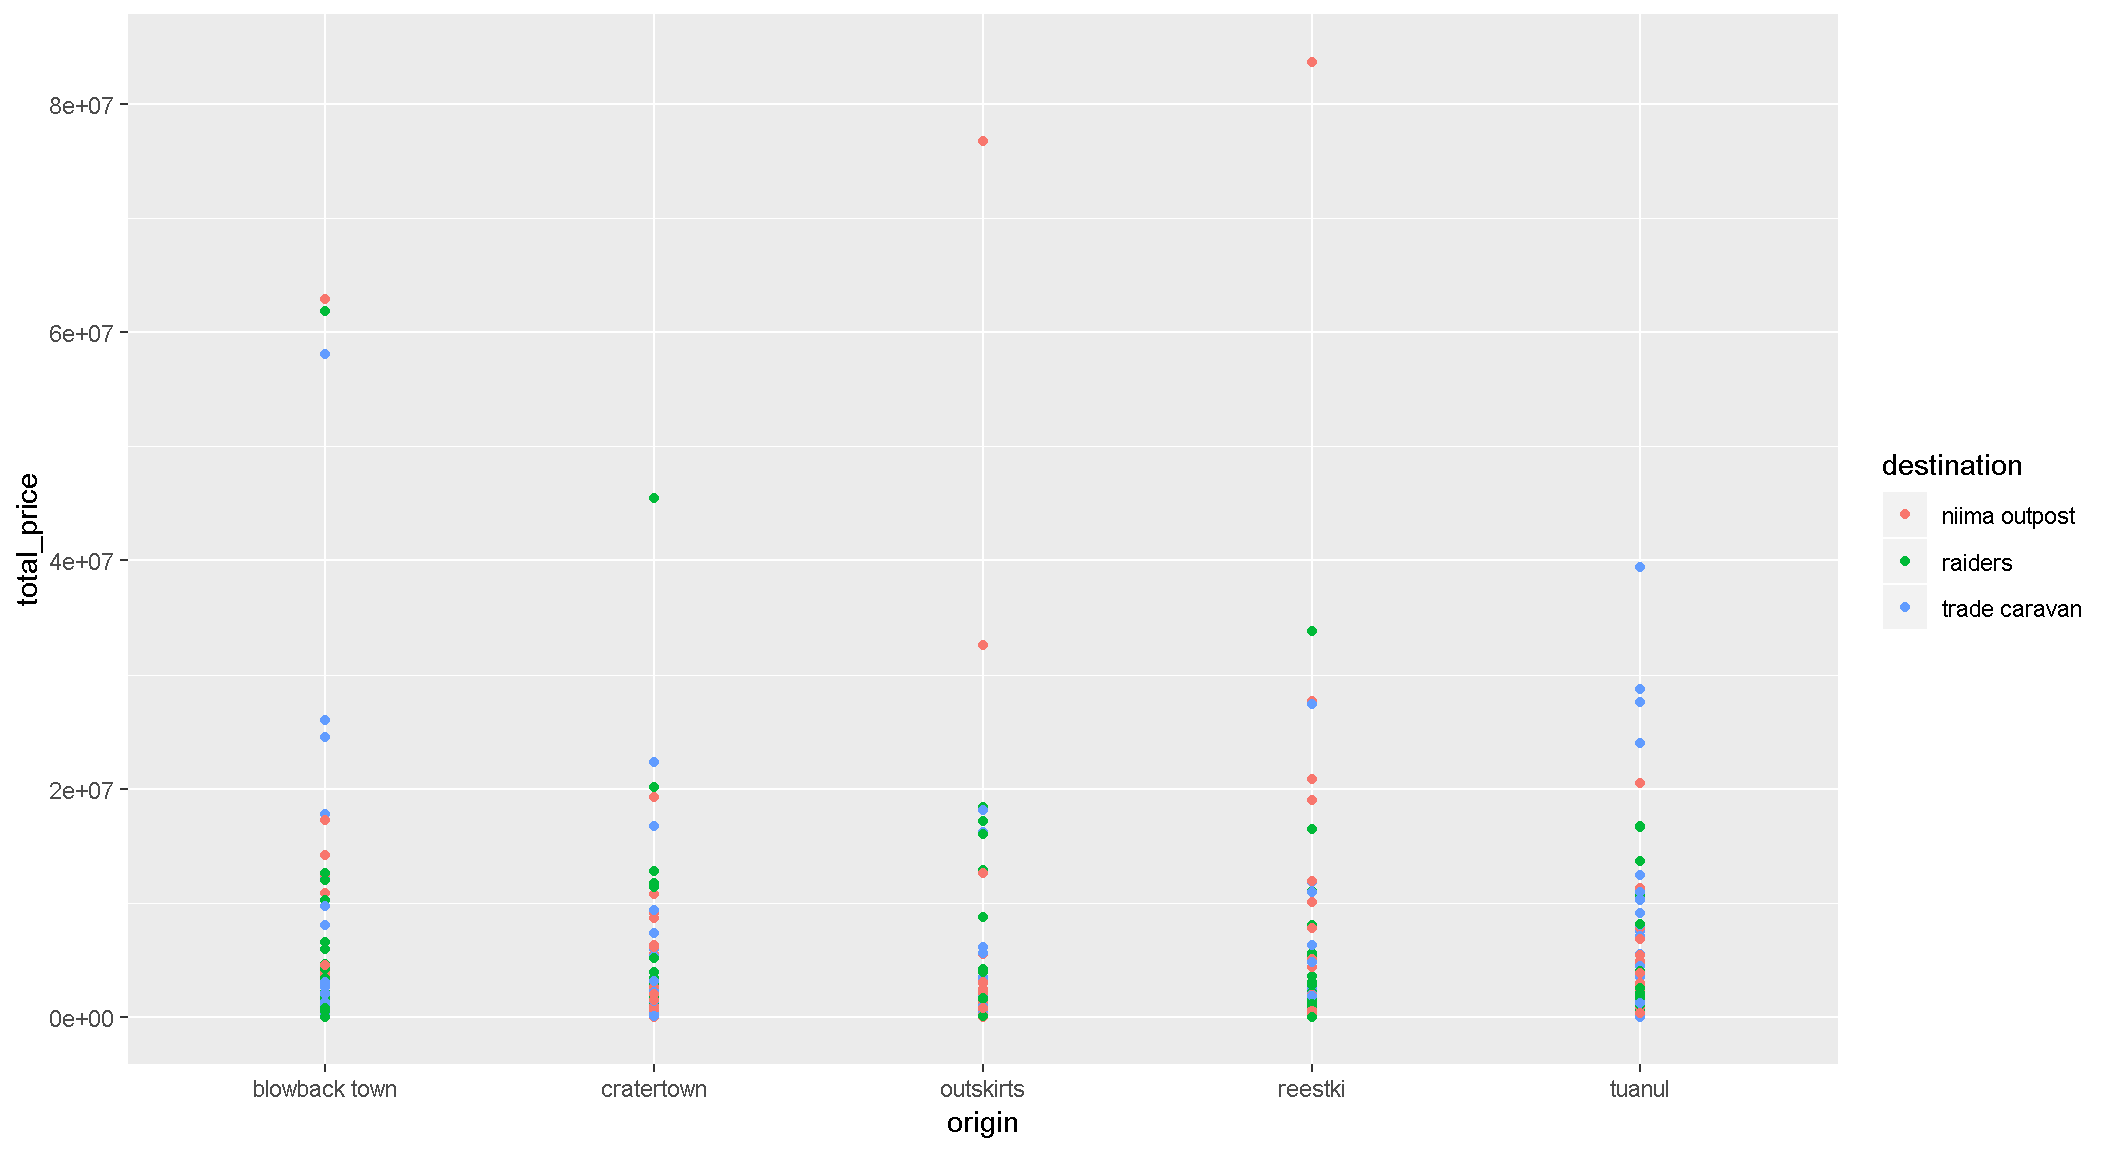 8e+07
6e+07
4e+07
2e+07
0e+00
total_price
blowback town
cratertown
outskirts
reestki
tuanul
origin
destination
niima outpost
raiders
trade caravan